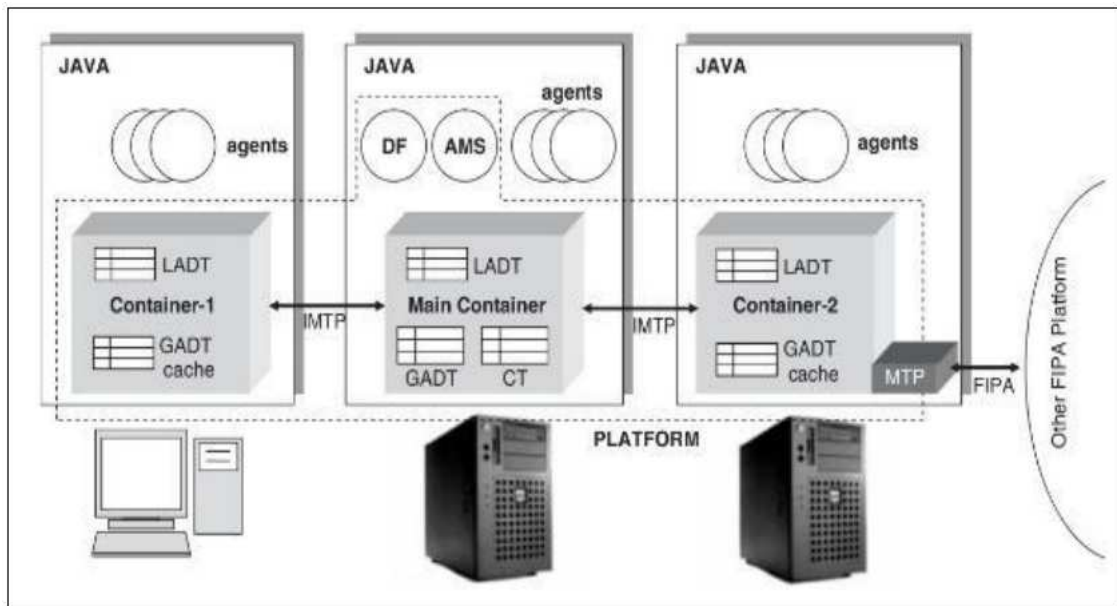 JAVA
agents
LADT
Container-1
GADT
cache
IMTP
JAVA
agents
DF
AMS
LADT
Main Container
GADT
CT
IMTP
JAVA
agents
LADT
Container-2
GADT
cache
MTP
FIPA
Other FIPA Platform
PLATFORM